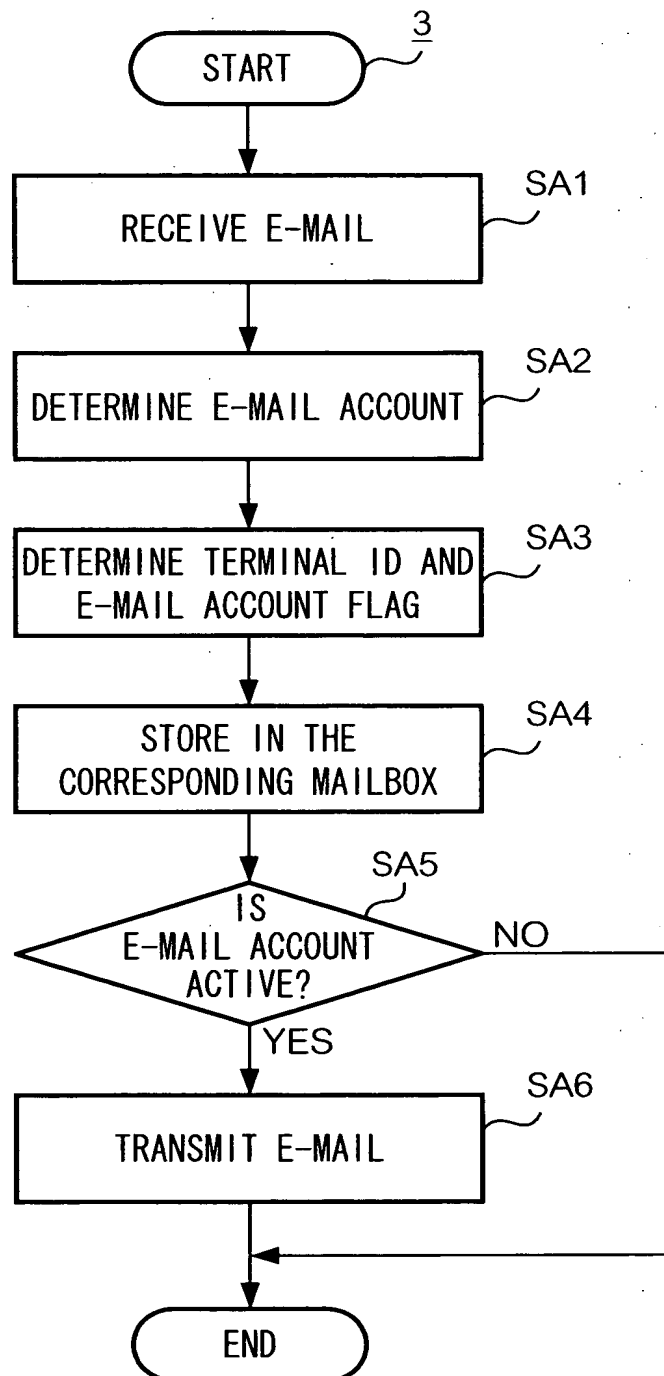 3
START
SA1
RECEIVE E-MAIL
SA2
DETERMINE E-MAIL ACCOUNT
SA3
DETERMINE TERMINAL ID AND
E-MAIL ACCOUNT FLAG
SA4
STORE IN THE
CORRESPONDING MAILBOX
SA5
IS
E-MAIL ACCOUNT
ACTIVE?
NO
YES
SA6
TRANSMIT E-MAIL
END